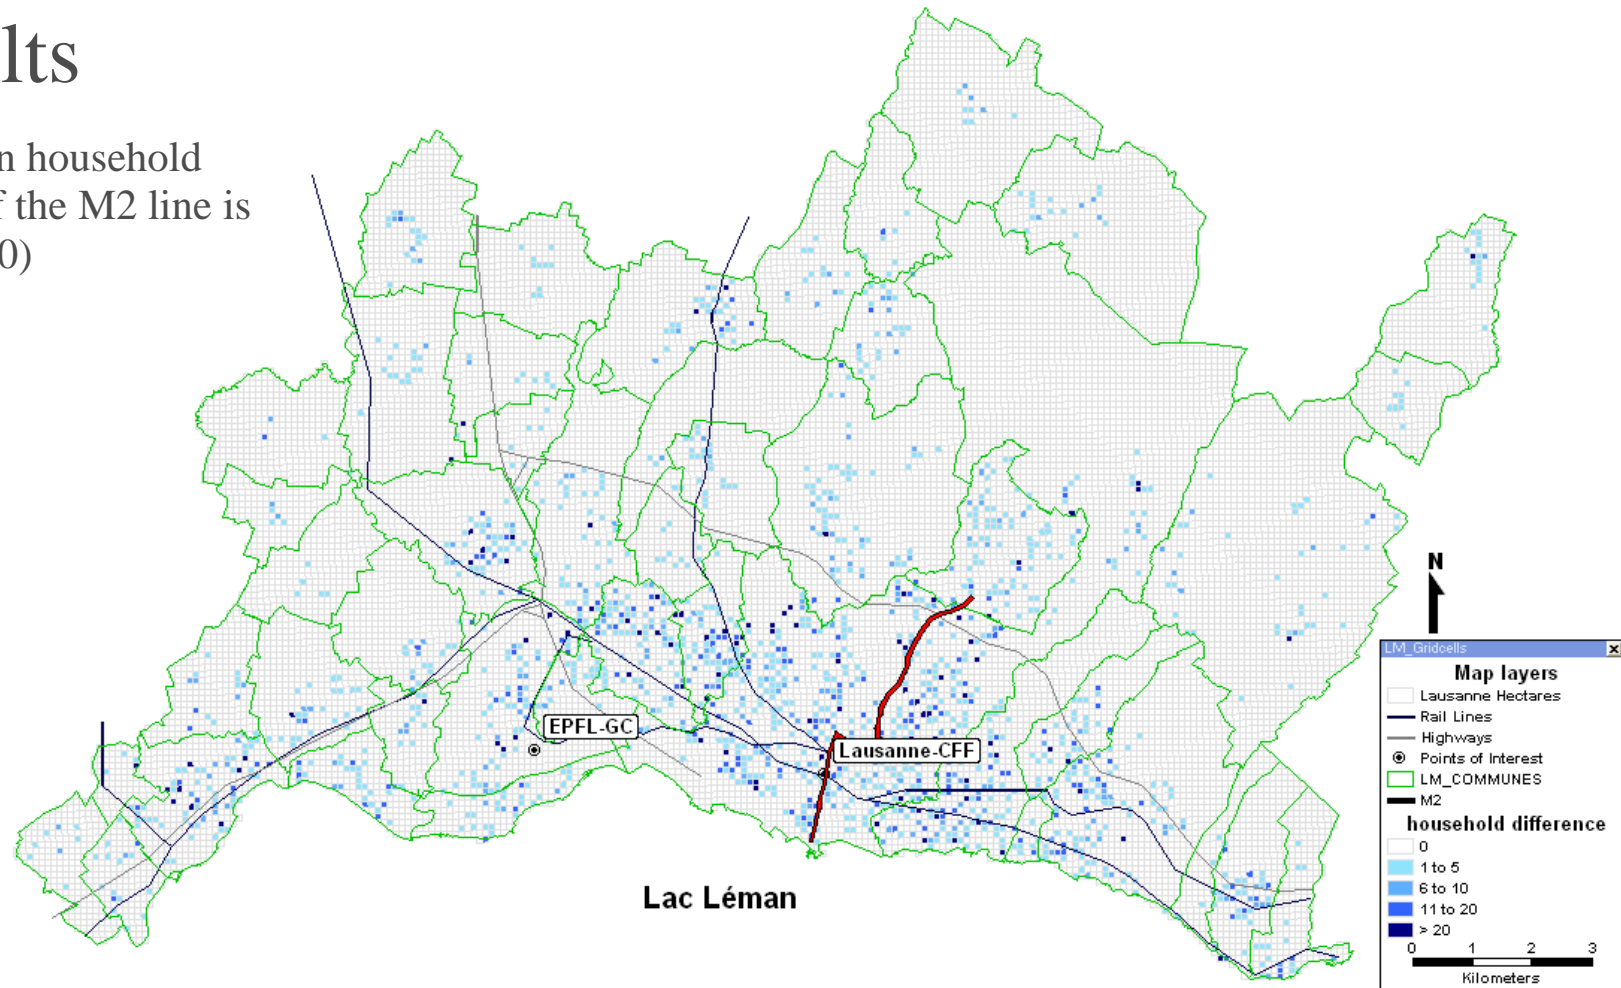 lts
n household
f the M2 line is
0)
EPFL-GC
Lausanne-CFF
Lac Léman
N
LM_Gridcells
Map layers
Lausanne Hectares
Rail Lines
Highways
Points of Interest
LM_COMMUNES
M2
household difference
0
1 to 5
6 to 10
11 to 20
> 20
0 1 2 3
Kilometers